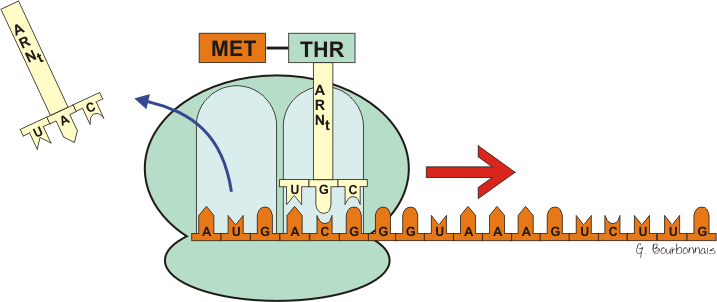 MET THR
ARNt
UAC
ARNt
UGC
AUGACGGGUAAAGUCUUG
G. Bourbonnais